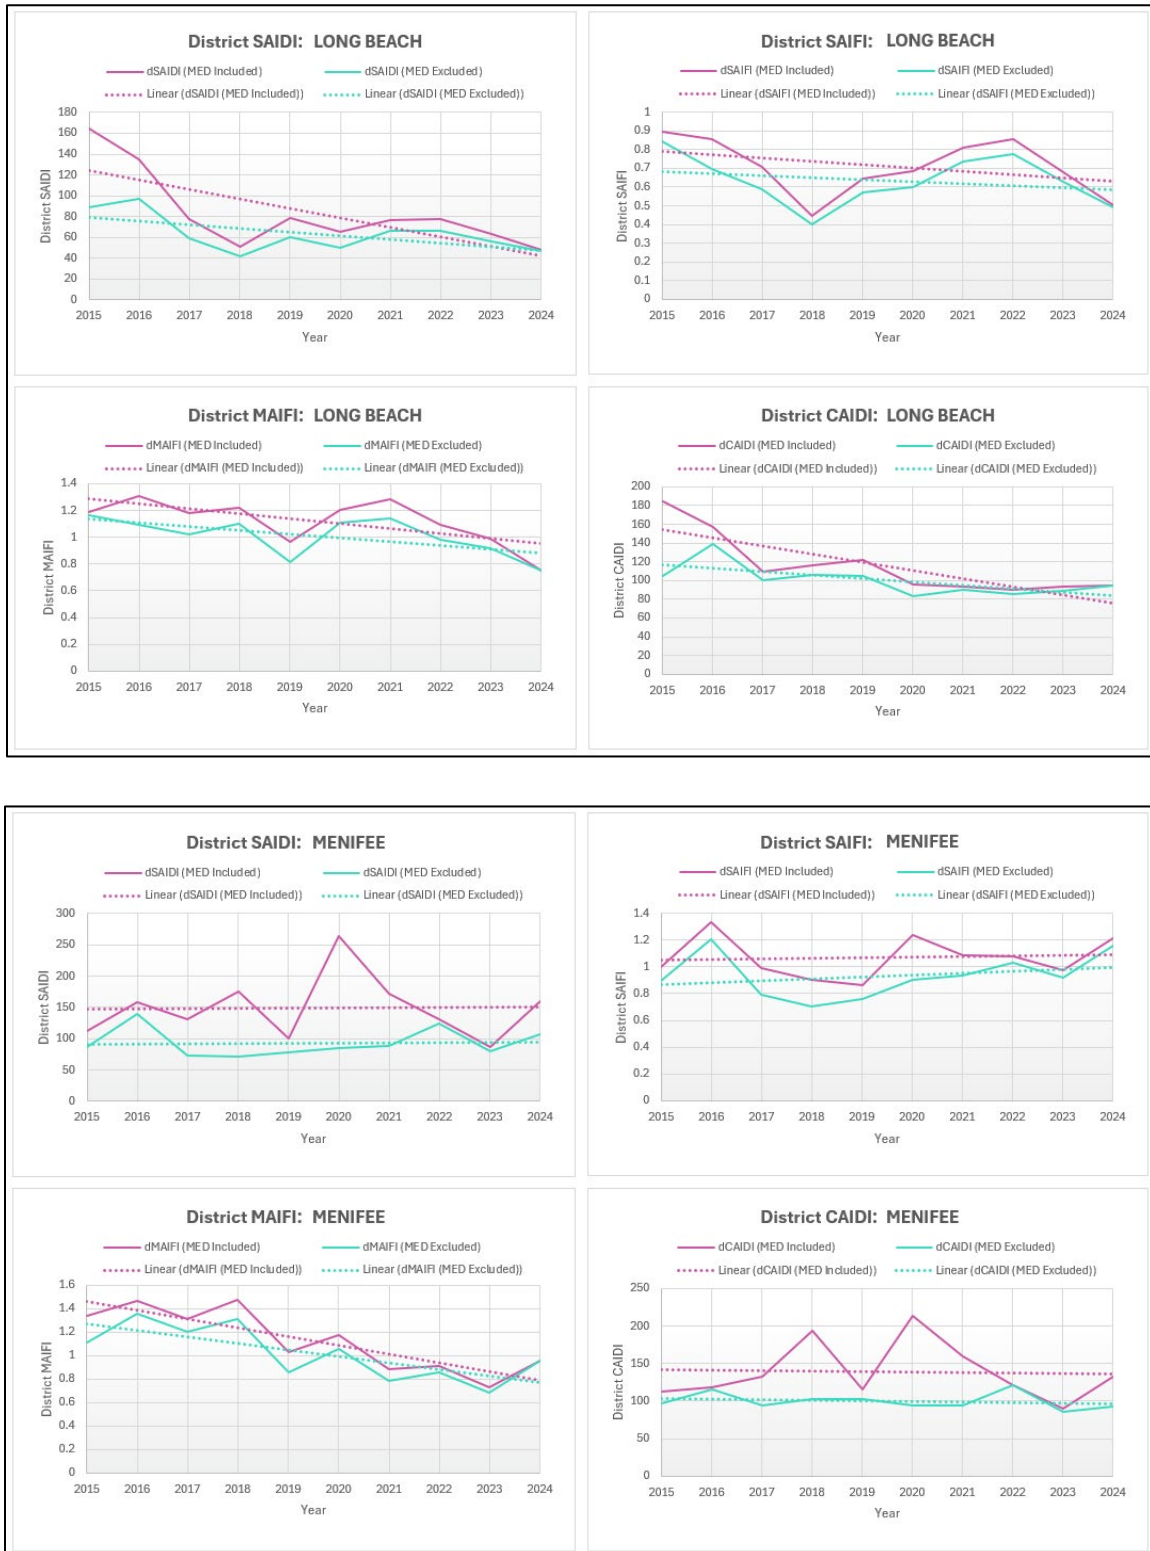 District SAIDI: LONG BEACH
dSAIDI (MED Included)
dSAIDI (MED Excluded)
Linear (dSAIDI (MED Included))
Linear (dSAIDI (MED Excluded))
180
160
140
120
100
80
60
40
20
0
District SAIDI
2015 2016 2017 2018 2019 2020 2021 2022 2023 2024
Year
District SAIFI: LONG BEACH
dSAIFI (MED Included)
dSAIFI (MED Excluded)
Linear (dSAIFI (MED Included))
Linear (dSAIFI (MED Excluded))
1
0.9
0.8
0.7
0.6
0.5
0.4
0.3
0.2
0.1
0
District SAIFI
2015 2016 2017 2018 2019 2020 2021 2022 2023 2024
Year
District MAIFI: LONG BEACH
dMAIFI (MED Included)
dMAIFI (MED Excluded)
Linear (dMAIFI (MED Included))
Linear (dMAIFI (MED Excluded))
1.4
1.2
1
0.8
0.6
0.4
0.2
0
District MAIFI
2015 2016 2017 2018 2019 2020 2021 2022 2023 2024
Year
District CAIDI: LONG BEACH
dCAIDI (MED Included)
dCAIDI (MED Excluded)
Linear (dCAIDI (MED Included))
Linear (dCAIDI (MED Excluded))
200
180
160
140
120
100
80
60
40
20
0
District CAIDI
2015 2016 2017 2018 2019 2020 2021 2022 2023 2024
Year
District SAIDI: MENIFEE
dSAIDI (MED Included)
dSAIDI (MED Excluded)
Linear (dSAIDI (MED Included))
Linear (dSAIDI (MED Excluded))
300
250
200
150
100
50
0
District SAIDI
2015 2016 2017 2018 2019 2020 2021 2022 2023 2024
Year
District SAIFI: MENIFEE
dSAIFI (MED Included)
dSAIFI (MED Excluded)
Linear (dSAIFI (MED Included))
Linear (dSAIFI (MED Excluded))
1.4
1.2
1
0.8
0.6
0.4
0.2
0
District SAIFI
2015 2016 2017 2018 2019 2020 2021 2022 2023 2024
Year
District MAIFI: MENIFEE
dMAIFI (MED Included)
dMAIFI (MED Excluded)
Linear (dMAIFI (MED Included))
Linear (dMAIFI (MED Excluded))
1.6
1.4
1.2
1
0.8
0.6
0.4
0.2
0
District MAIFI
2015 2016 2017 2018 2019 2020 2021 2022 2023 2024
Year
District CAIDI: MENIFEE
dCAIDI (MED Included)
dCAIDI (MED Excluded)
Linear (dCAIDI (MED Included))
Linear (dCAIDI (MED Excluded))
250
200
150
100
50
0
District CAIDI
2015 2016 2017 2018 2019 2020 2021 2022 2023 2024
Year